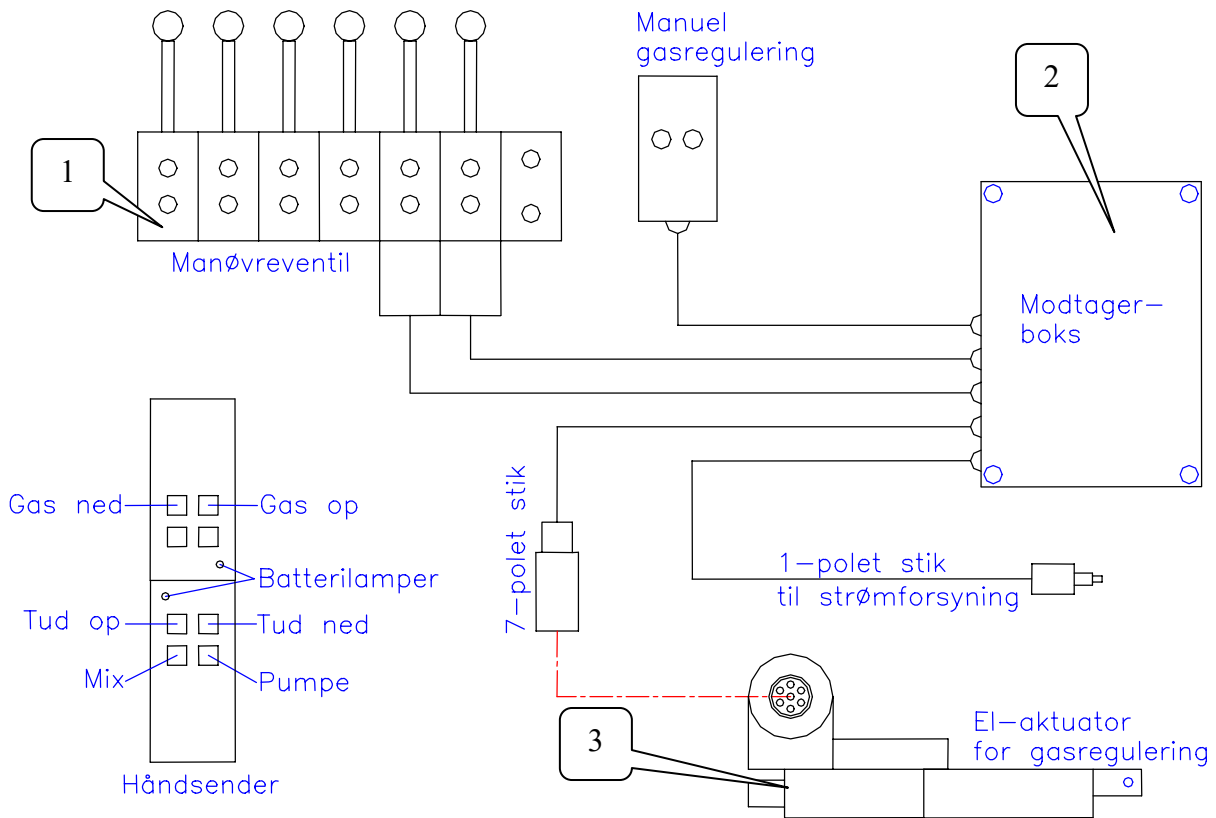 Manuel
gasregulering
1
2
Manøvreventil
Modtager-
boks
Gas ned
Gas op
Batterilamper
Tud op
Tud ned
Mix
Pumpe
Håndsender
7-polet stik
1-polet stik
til strømforsyning
3
El-aktuator
for gasregulering